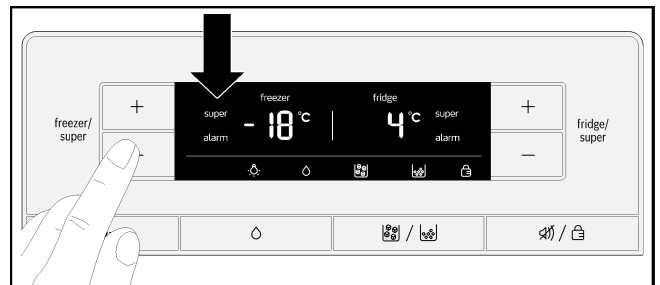 freezer/
super
+
-
freezer
super
alarm
-18 °C
fridge
4 °C
super
alarm
+
-
fridge/
super
/
/